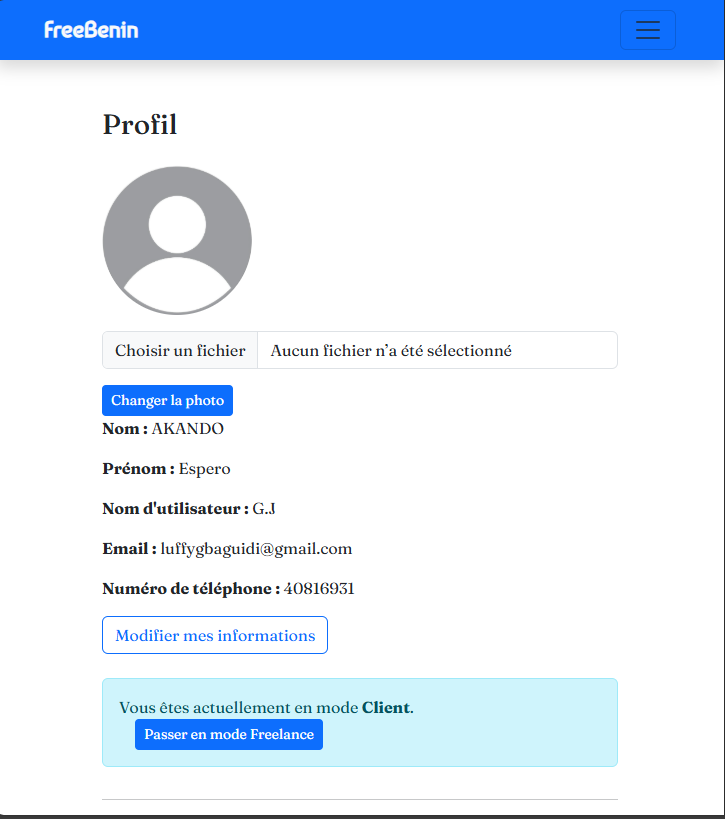 FreeBenin
Profil
Choisir un fichier Aucun fichier n’a été sélectionné
Changer la photo
Nom : AKANDO
Prénom : Espero
Nom d'utilisateur : G.J
Email : luffygbaguidi@gmail.com
Numéro de téléphone : 40816931
Modifier mes informations
Vous êtes actuellement en mode Client.
Passer en mode Freelance